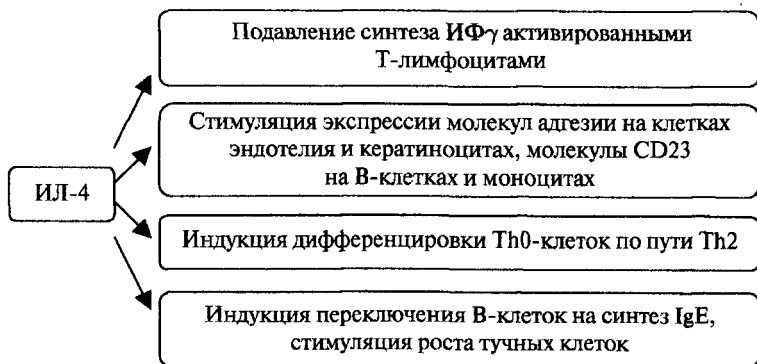 Подавление синтеза ИФγ активированными
Т-лимфоцитами
Стимуляция экспрессии молекул адгезии на клетках
эндотелия и кератиноцитах, молекулы CD23
на В-клетках и моноцитах
ИЛ-4
Индукция дифференцировки Th0-клеток по пути Th2
Индукция переключения В-клеток на синтез IgE,
стимуляция роста тучных клеток